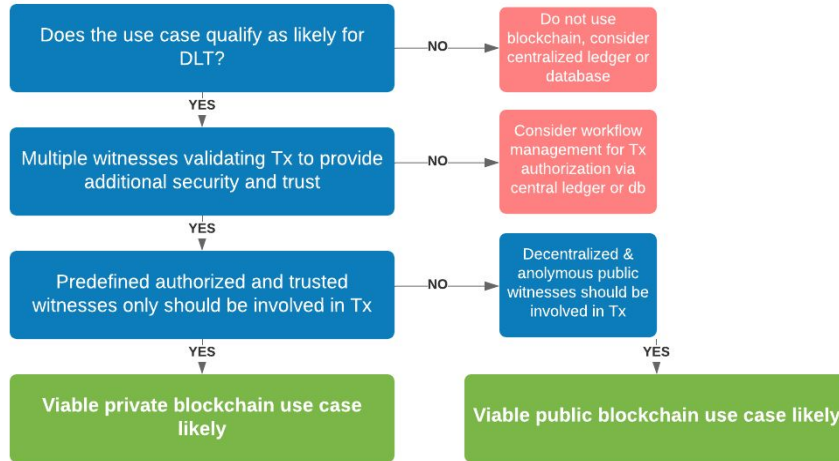 Does the use case qualify as likely for
DLT?
NO
Do not use
blockchain, consider
centralized ledger or
database
YES
Multiple witnesses validating Tx to provide
additional security and trust
NO
Consider workflow
management for Tx
authorization via
central ledger or db
YES
Predefined authorized and trusted
witnesses only should be involved in Tx
NO
Decentralized &
anolymous public
witnesses should be
involved in Tx
YES
YES
Viable private blockchain use case
likely
Viable public blockchain use case likely